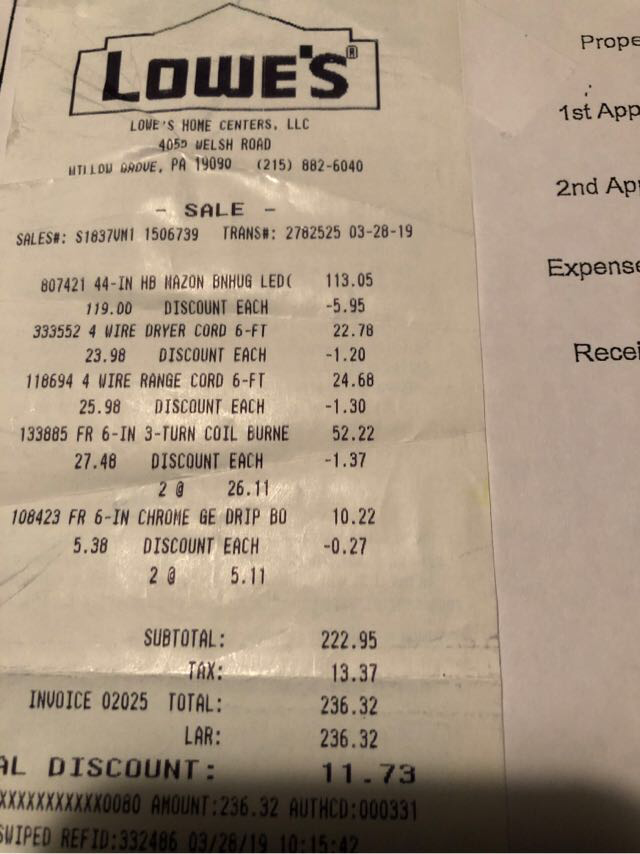 LOWE'S®
LOWE'S HOME CENTERS, LLC
4055 WELSH ROAD
WILLOW GROVE, PA 19090 (215) 882-6040
- SALE -
SALES#: S1837VM1 1506739 TRANS#: 2782525 03-28-19
807421 44-IN HB MAZON BNHUG LED( 113.05
119.00 DISCOUNT EACH -5.95
333552 4 WIRE DRYER CORD 6-FT 22.78
23.98 DISCOUNT EACH -1.20
118694 4 WIRE RANGE CORD 6-FT 24.68
25.98 DISCOUNT EACH -1.30
133885 FR 6-IN 3-TURN COIL BURNE 52.22
27.48 DISCOUNT EACH -1.37
2 @ 26.11
108423 FR 6-IN CHROME GE DRIP BO 10.22
5.38 DISCOUNT EACH -0.27
2 @ 5.11
SUBTOTAL: 222.95
TAX: 13.37
INVOICE 02025 TOTAL: 236.32
LAR: 236.32
AL DISCOUNT: 11.73
XXXXXXXXXXXX0080 AMOUNT:236.32 AUTHCD:000331
SWIPED REFID:332486 03/28/19 10:15:42
Prope
1st App
2nd Ap
Expense
Recei